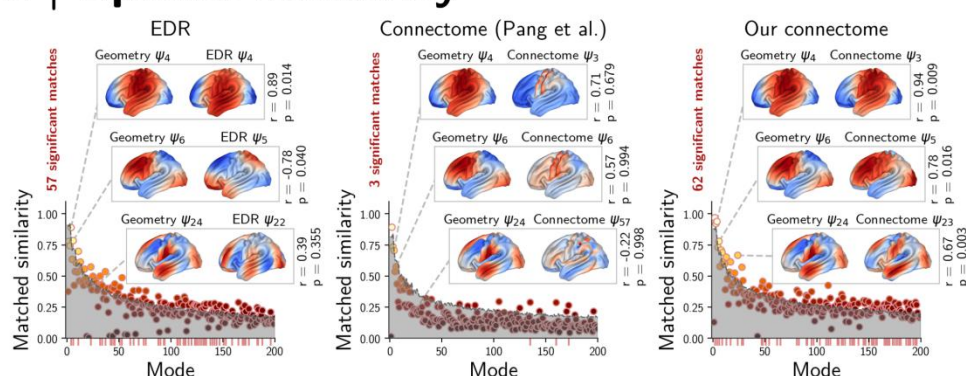 EDR
57 significant matches
Geometry ψ4 EDR ψ4
r = 0.89
p = 0.014
Geometry ψ6 EDR ψ5
r = -0.78
p = 0.040
Geometry ψ24 EDR ψ22
r = 0.39
p = 0.355
Matched similarity
1.00
0.75
0.50
0.25
0.00
0 50 100 150 200
Mode
Connectome (Pang et al.)
3 significant matches
Geometry ψ4 Connectome ψ3
r = 0.71
p = 0.679
Geometry ψ6 Connectome ψ6
r = 0.57
p = 0.994
Geometry ψ24 Connectome ψ57
r = -0.22
p = 0.998
Matched similarity
1.00
0.75
0.50
0.25
0.00
0 50 100 150 200
Mode
Our connectome
62 significant matches
Geometry ψ4 Connectome ψ3
r = 0.94
p = 0.009
Geometry ψ6 Connectome ψ5
r = 0.78
p = 0.016
Geometry ψ24 Connectome ψ23
r = 0.67
p = 0.003
Matched similarity
1.00
0.75
0.50
0.25
0.00
0 50 100 150 200
Mode